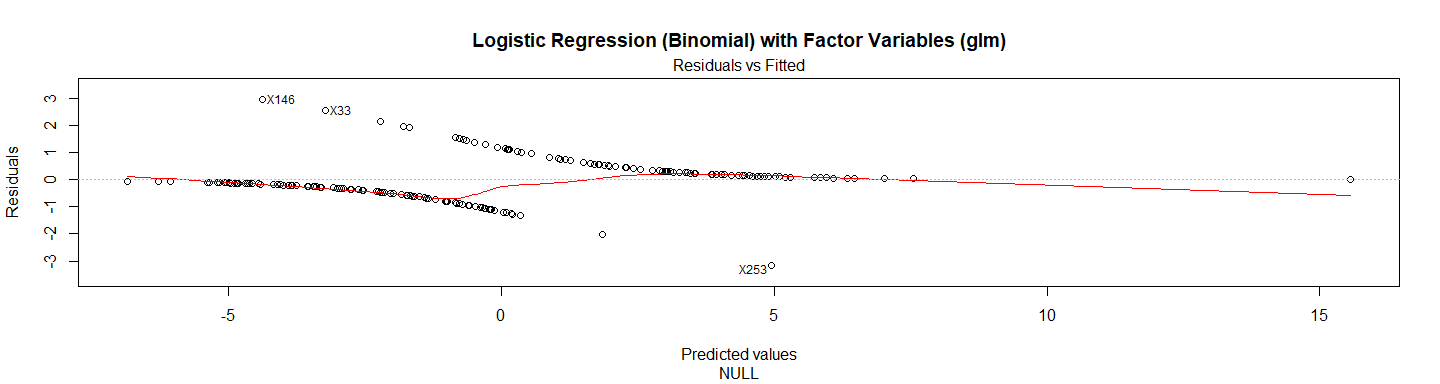 Logistic Regression (Binomial) with Factor Variables (glm)
Residuals vs Fitted
3
2
1
0
-1
-2
-3
Residuals
X146
X33
X253
-5
0
5
10
15
Predicted values
NULL